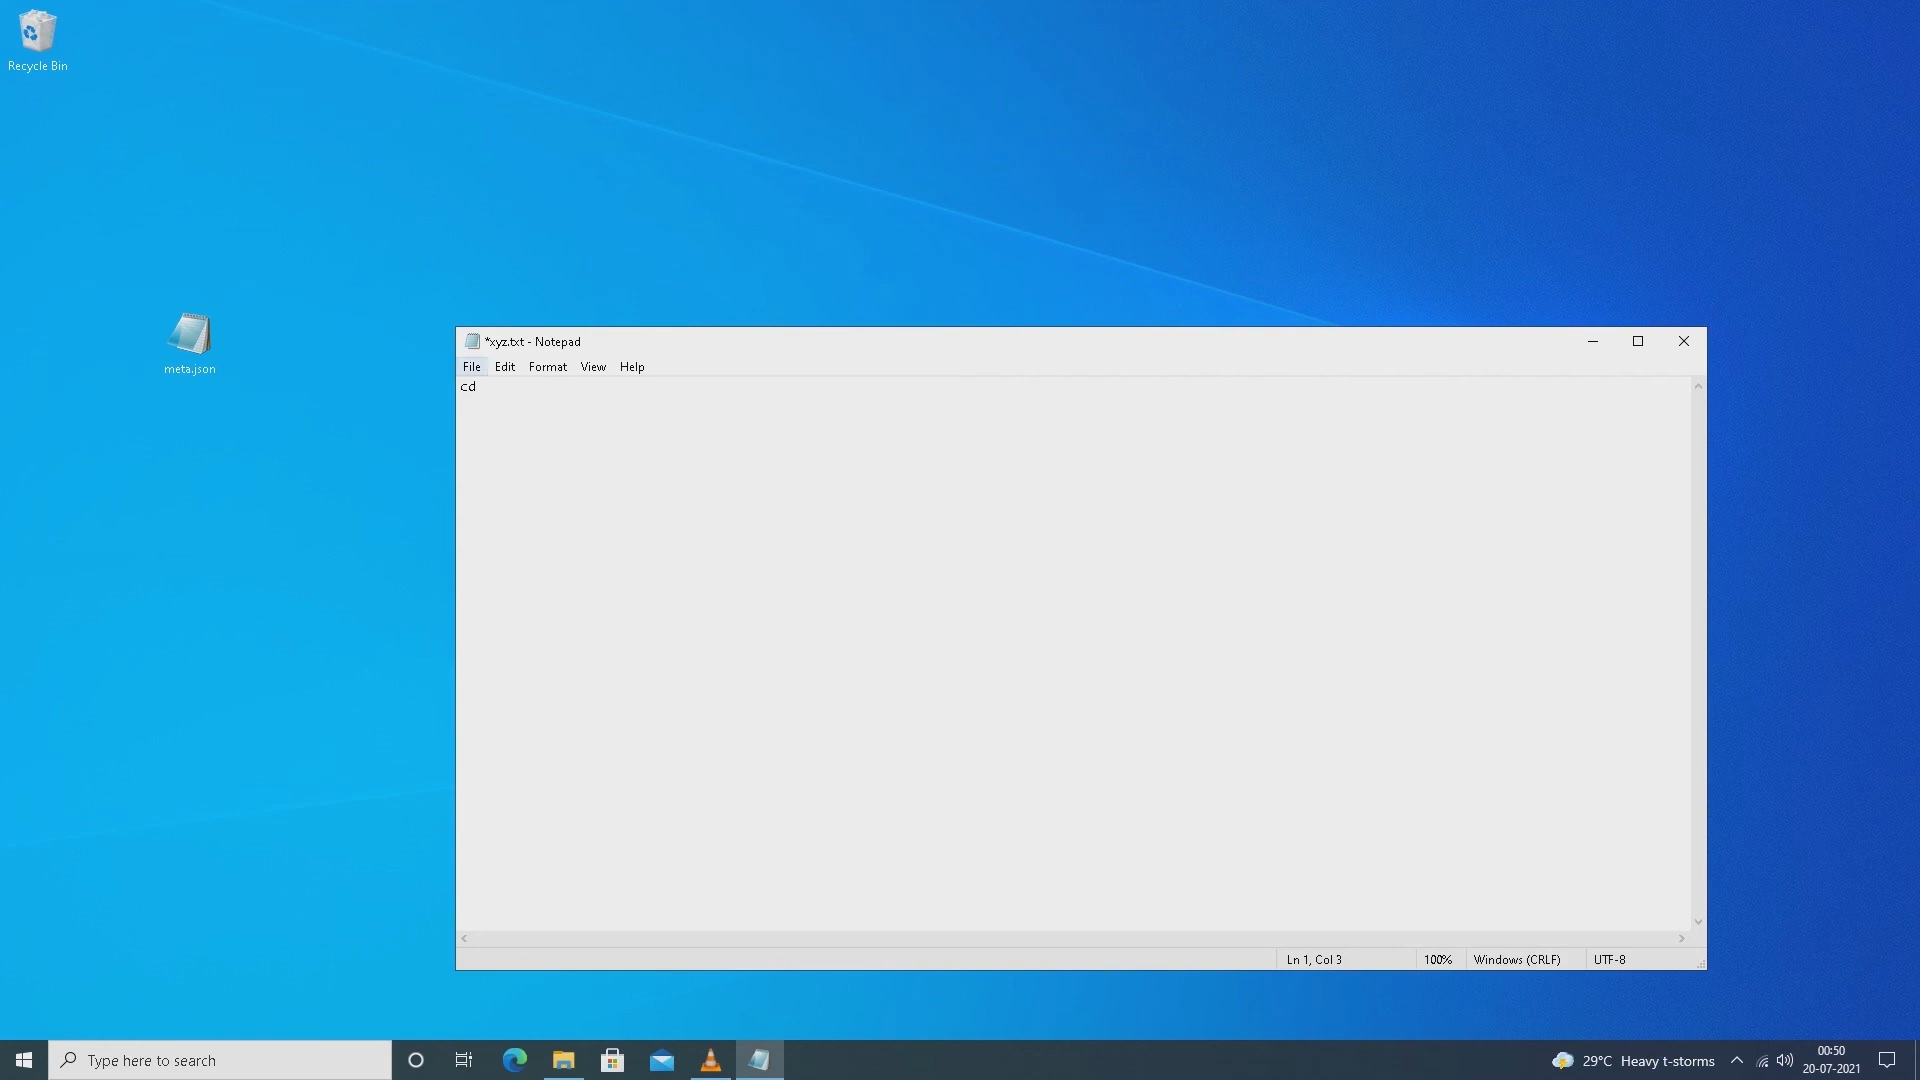 Recycle Bin
meta.json
*xyz.txt - Notepad
File Edit Format View Help
cd
Ln 1, Col 3 100% Windows (CRLF) UTF-8
Type here to search
29°C Heavy t-storms
00:50
20-07-2021